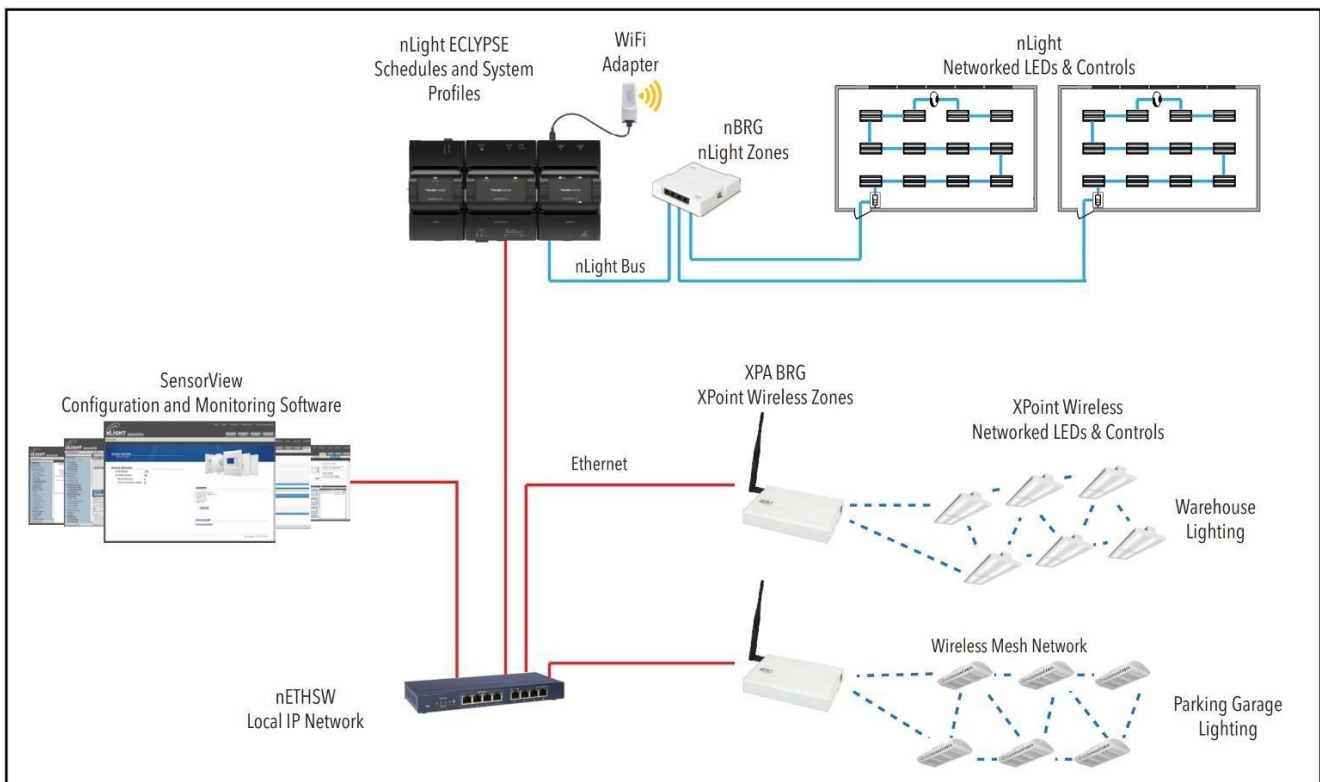 nLight ECLYPSE
Schedules and System
Profiles
WiFi
Adapter
nBRG
nLight Zones
nLight
Networked LEDs & Controls
nLight Bus
SensorView
Configuration and Monitoring Software
nLIGHT
XPA BRG
XPoint Wireless Zones
XPoint Wireless
Networked LEDs & Controls
Ethernet
Warehouse
Lighting
Wireless Mesh Network
nETHSW
Local IP Network
Parking Garage
Lighting